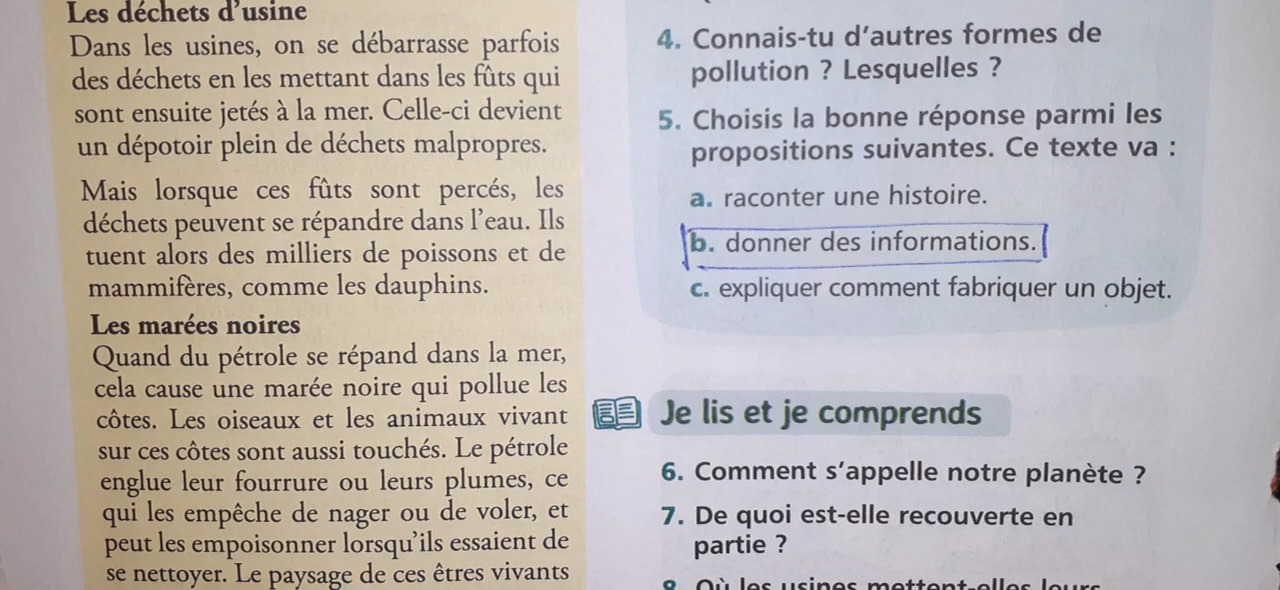 Les déchets d'usine
Dans les usines, on se débarrasse parfois
des déchets en les mettant dans les fûts qui
sont ensuite jetés à la mer. Celle-ci devient
un dépotoir plein de déchets malpropres.
Mais lorsque ces fûts sont percés, les
déchets peuvent se répandre dans l'eau. Ils
tuent alors des milliers de poissons et de
mammifères, comme les dauphins.
Les marées noires
Quand du pétrole se répand dans la mer,
cela cause une marée noire qui pollue les
côtes. Les oiseaux et les animaux vivant
sur ces côtes sont aussi touchés. Le pétrole
englue leur fourrure ou leurs plumes, ce
qui les empêche de nager ou de voler, et
peut les empoisonner lorsqu'ils essaient de
se nettoyer. Le paysage de ces êtres vivants
4. Connais-tu d'autres formes de
pollution ? Lesquelles ?
5. Choisis la bonne réponse parmi les
propositions suivantes. Ce texte va :
a. raconter une histoire.
b. donner des informations.
c. expliquer comment fabriquer un objet.
Je lis et je comprends
6. Comment s'appelle notre planète ?
7. De quoi est-elle recouverte en
partie ?
8. Où les usines mettent-elles leurs